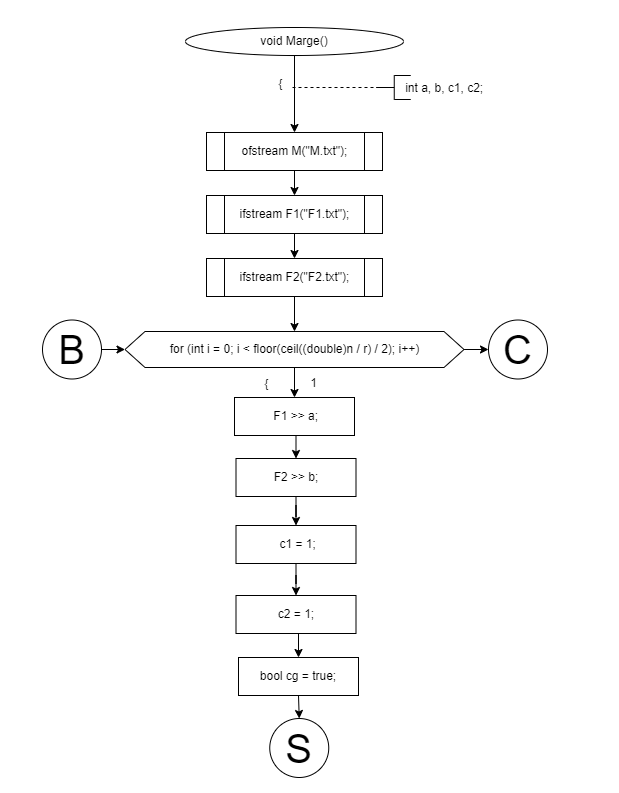 void Marge()
{
int a, b, c1, c2;
ofstream M("M.txt");
ifstream F1("F1.txt");
ifstream F2("F2.txt");
B
for (int i = 0; i < floor(ceil((double)n / r) / 2); i++)
C
{ 1
F1 >> a;
F2 >> b;
c1 = 1;
c2 = 1;
bool cg = true;
S